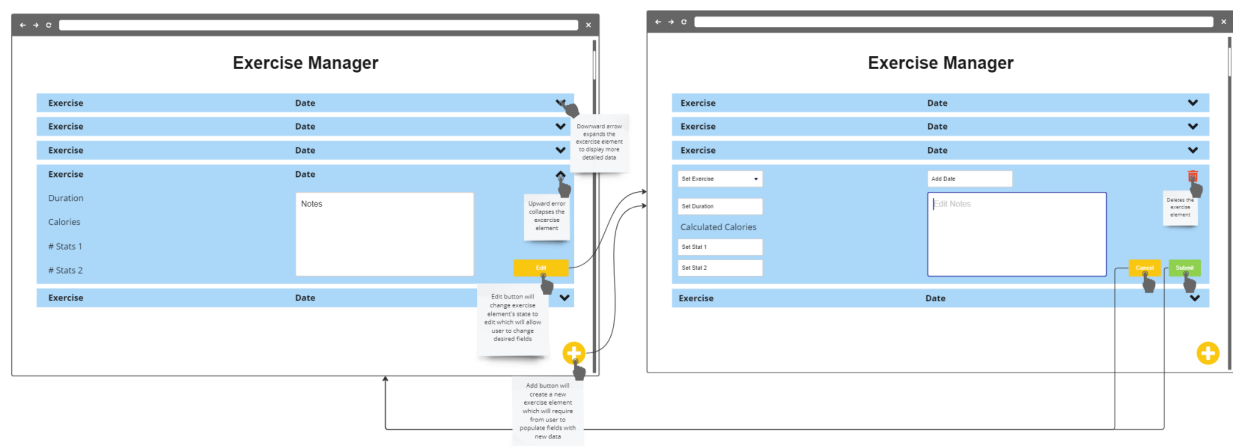 Exercise Manager
Exercise Date
Exercise Date
Exercise Date
Exercise Date
Duration
Calories
# Stats 1
# Stats 2
Notes
Edit
Exercise Date
Downward arrow
expands the
excercise element
to display more
detailed data
Upward error
collapses the
excercise
element
Edit button will
change exercise
element's state to
edit which will allow
user to change
desired fields
Add button will
create a new
exercise element
which will require
from user to
populate fields with
new data
Exercise Manager
Exercise Date
Exercise Date
Exercise Date
Set Exercise
Add Date
Set Duration
Edit Notes
Calculated Calories
Set Stat 1
Set Stat 2
Deletes the
exercise
element
Cancel Submit
Exercise Date